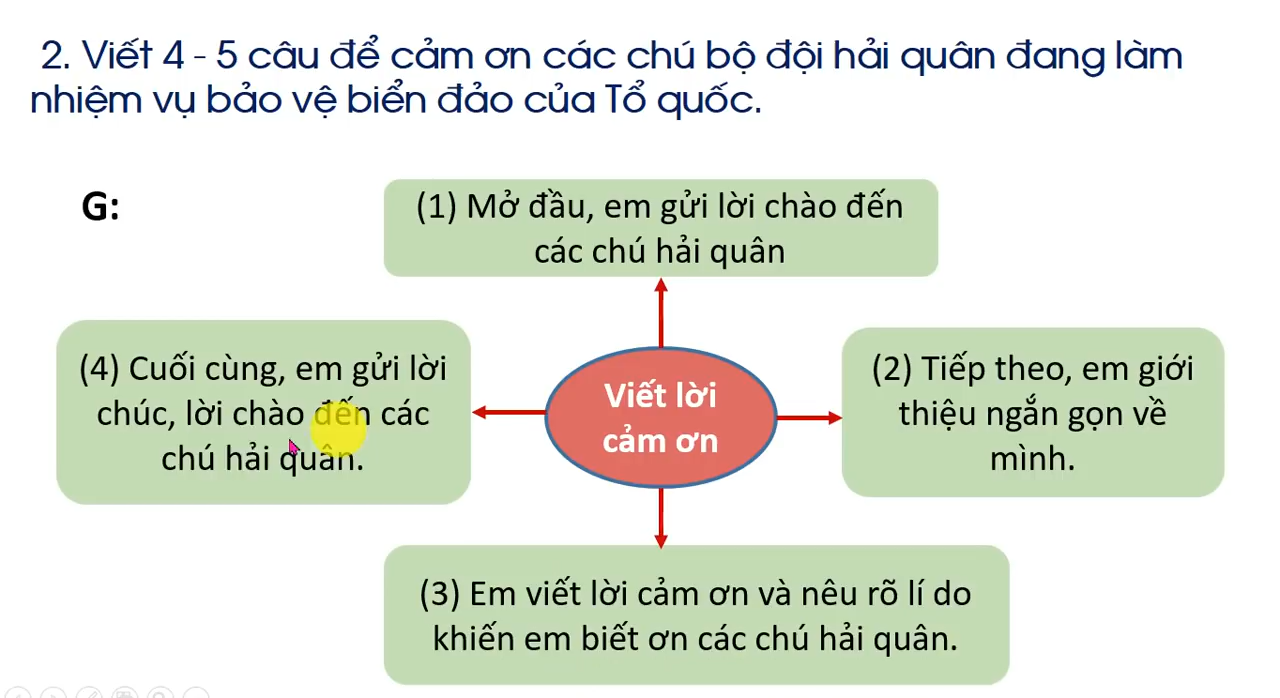 2. Viết 4 - 5 câu để cảm ơn các chú bộ đội hải quân đang làm
nhiệm vụ bảo vệ biển đảo của Tổ quốc.
G:
(1) Mở đầu, em gửi lời chào đến
các chú hải quân
(2) Tiếp theo, em giới
thiệu ngắn gọn về
mình.
Viết lời
cảm ơn
(3) Em viết lời cảm ơn và nêu rõ lí do
khiến em biết ơn các chú hải quân.
(4) Cuối cùng, em gửi lời
chúc, lời chào đến các
chú hải quân.